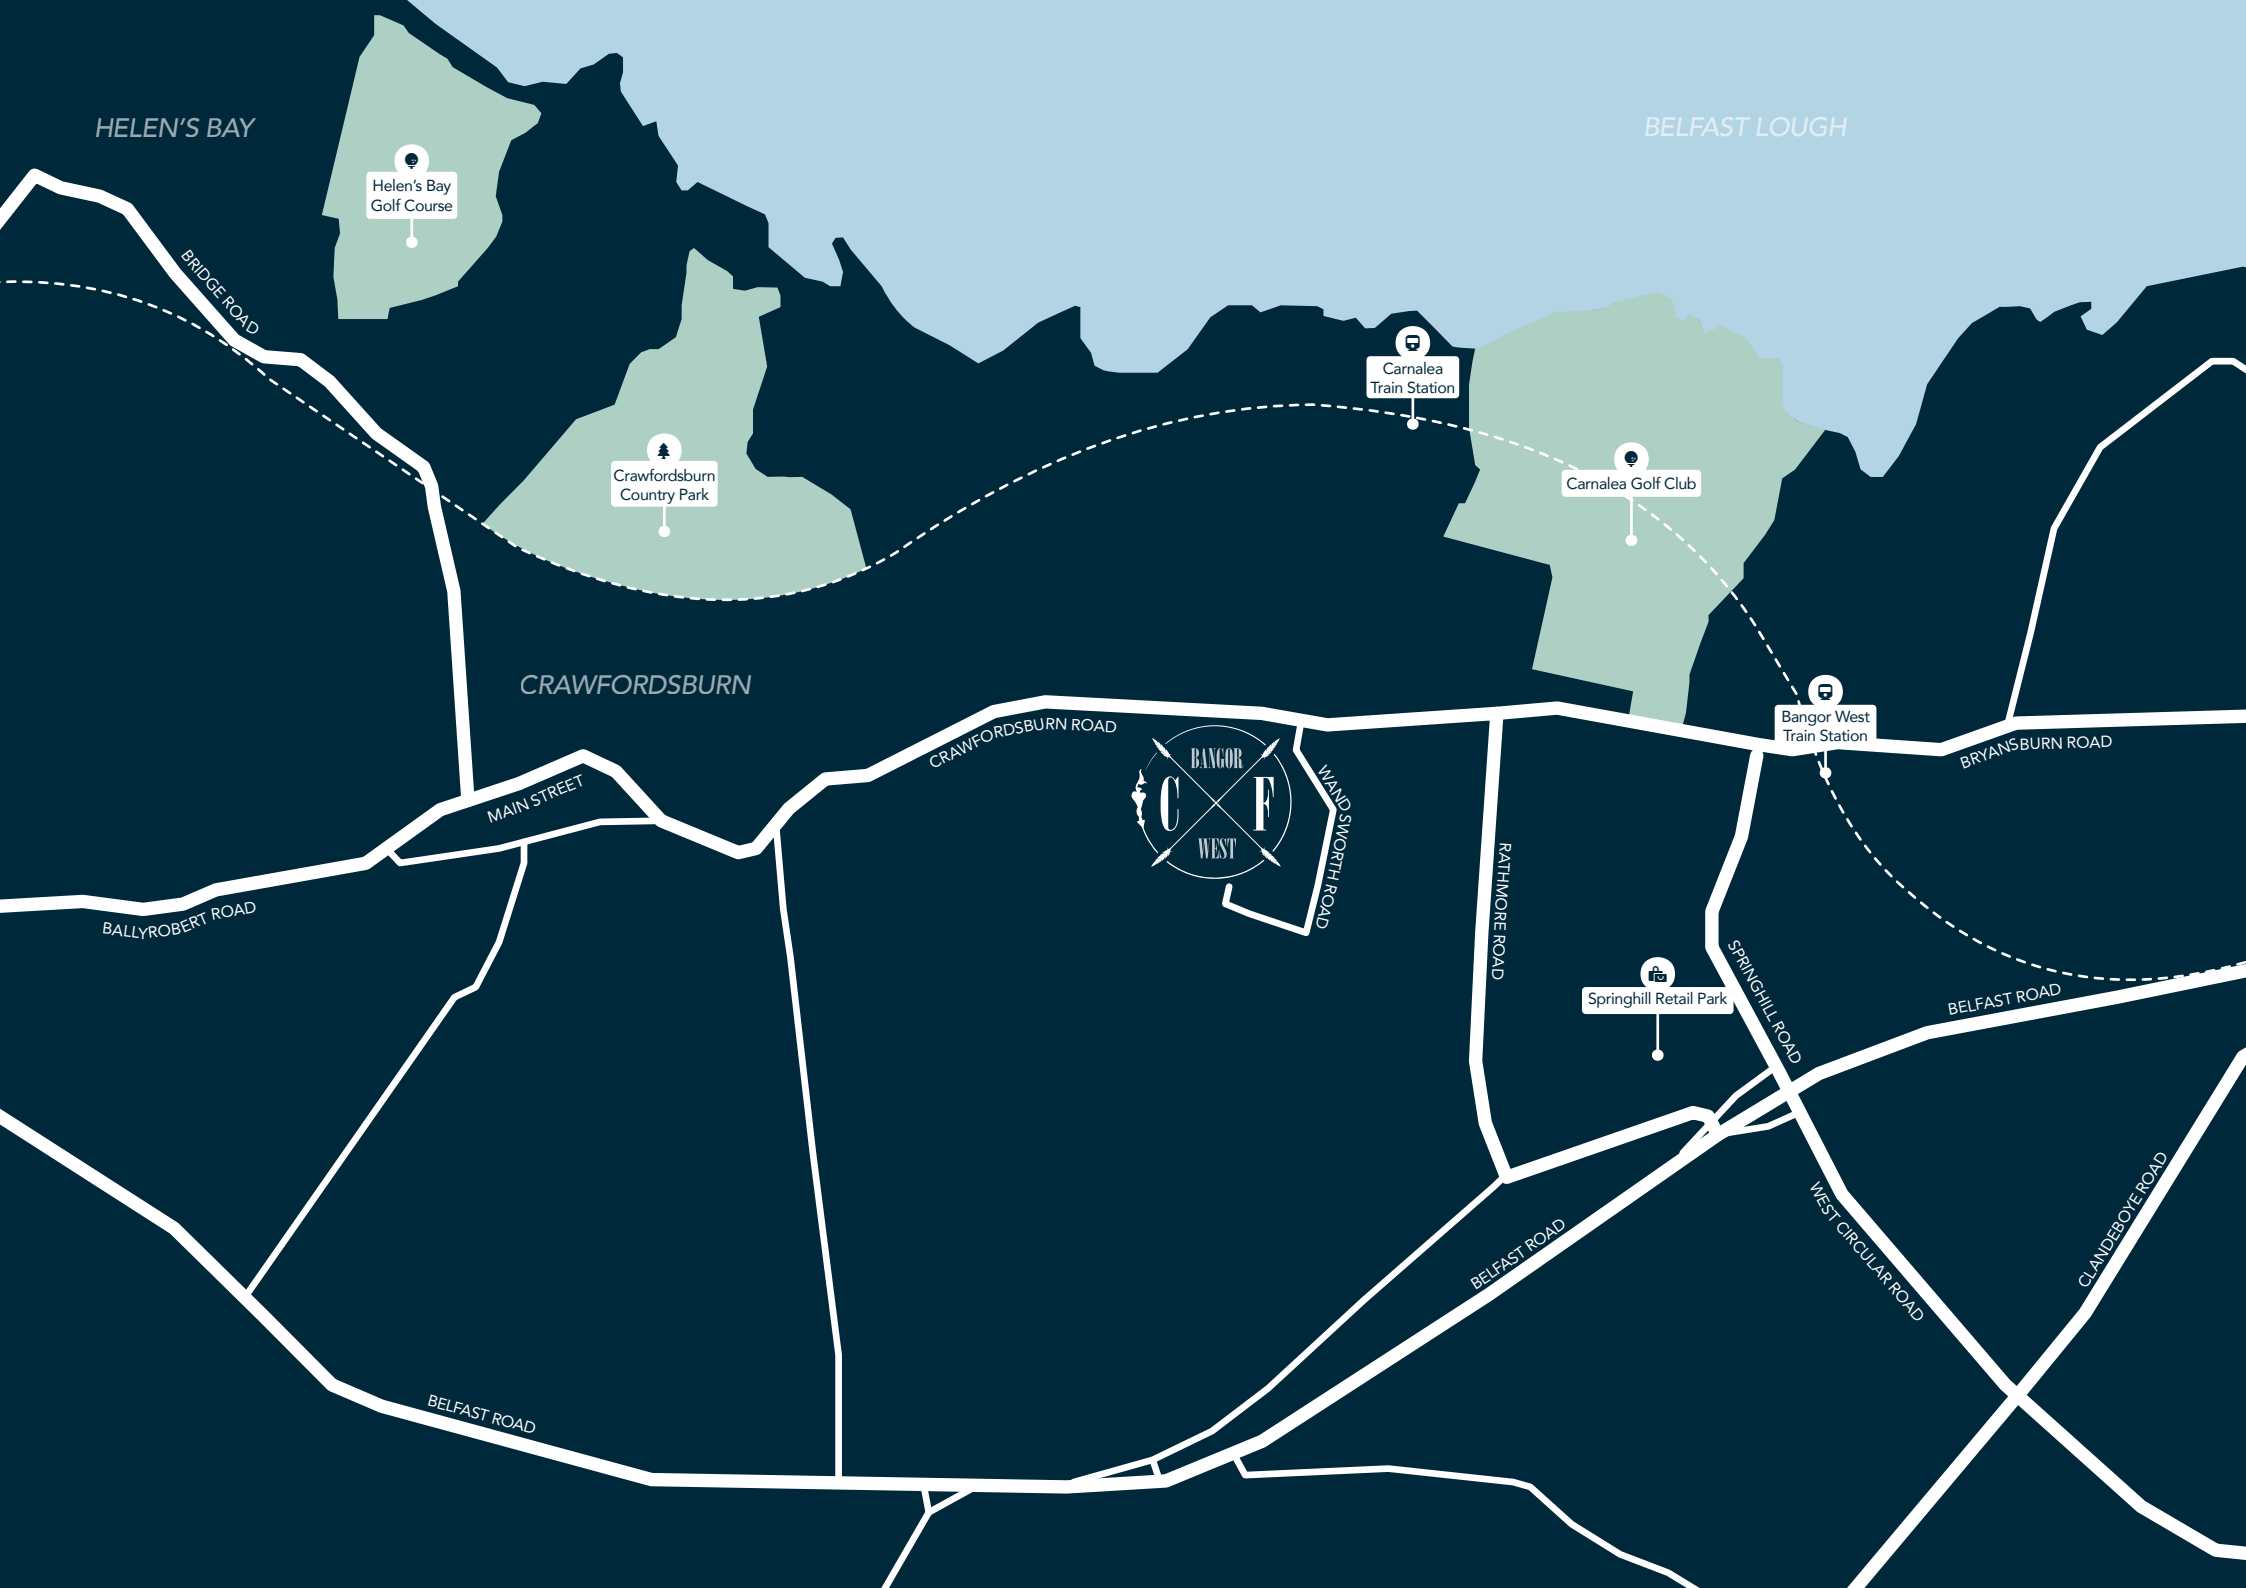 HELEN'S BAY
BELFAST LOUGH
Helen's Bay
Golf Course
BRIDGE ROAD
Carnalea
Train Station
Crawfordsburn
Country Park
Carnalea Golf Club
CRAWFORDSBURN
Bangor West
Train Station
CRAWFORDSBURN ROAD
BRYANSBURN ROAD
MAIN STREET
BANGOR
C F
WEST
WANDSWORTH ROAD
RATHMORE ROAD
BALLYROBERT ROAD
SPRINGHILL ROAD
Springhill Retail Park
BELFAST ROAD
CLANDEBOYE ROAD
WEST CIRCULAR ROAD
BELFAST ROAD
BELFAST ROAD